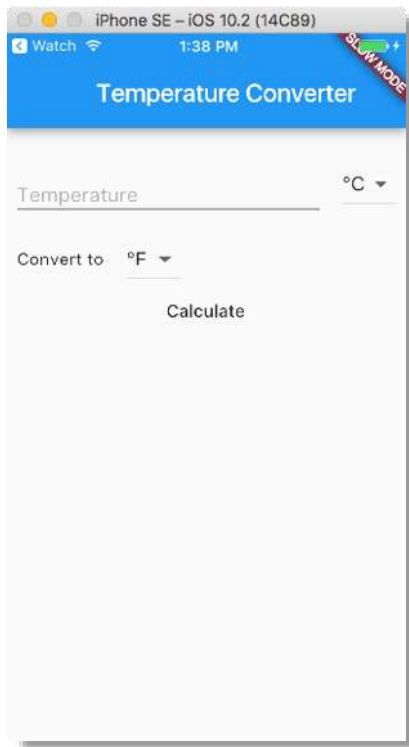 iPhone SE – iOS 10.2 (14C89)
Watch 1:38 PM
SLOW MODE
Temperature Converter
Temperature °C
Convert to °F
Calculate